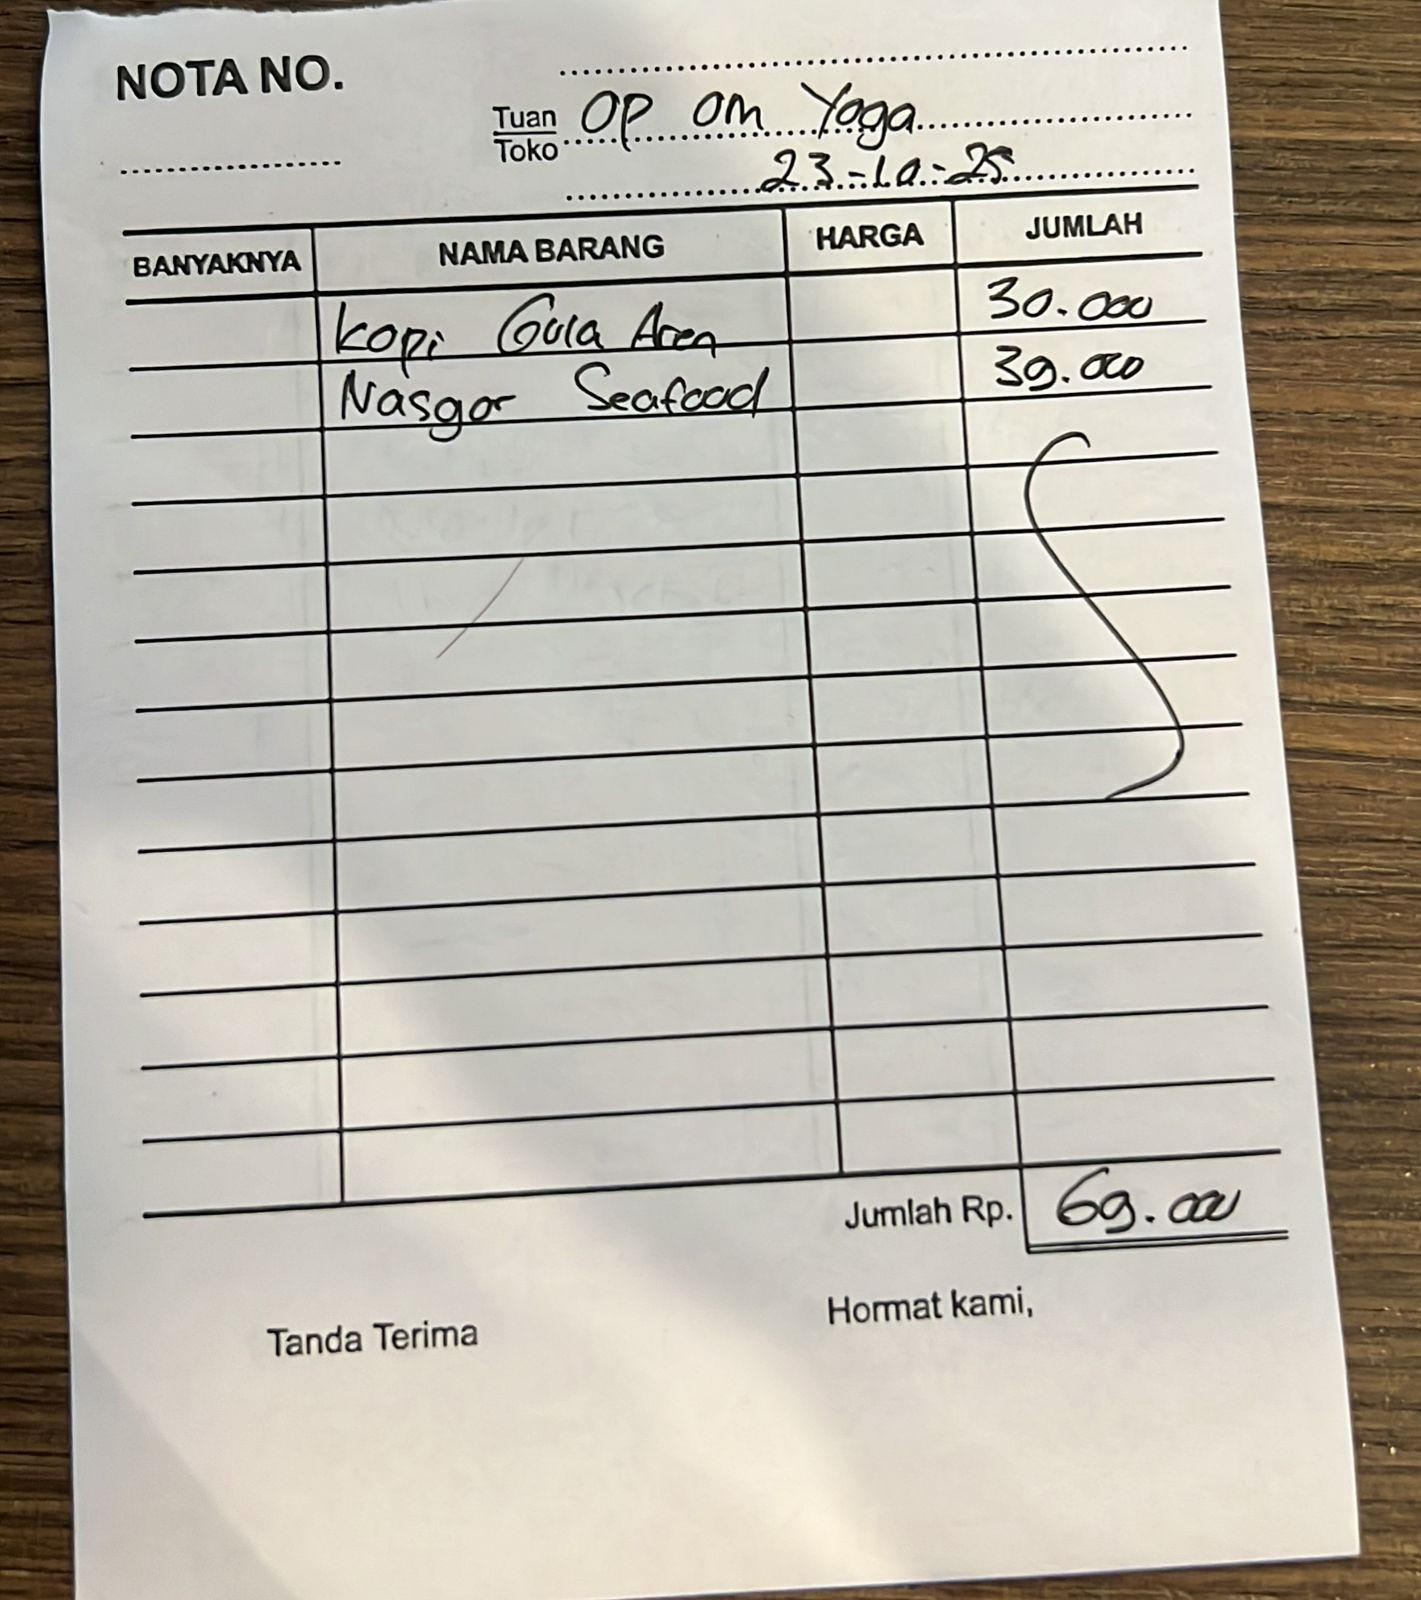 NOTA NO.
Tuan
Toko
OP Om Yoga
23-10-25
BANYAKNYA NAMA BARANG HARGA JUMLAH
Kopi Gula Aren 30.000
Nasgor Seafood 39.000
Jumlah Rp. 69.000
Tanda Terima Hormat kami,